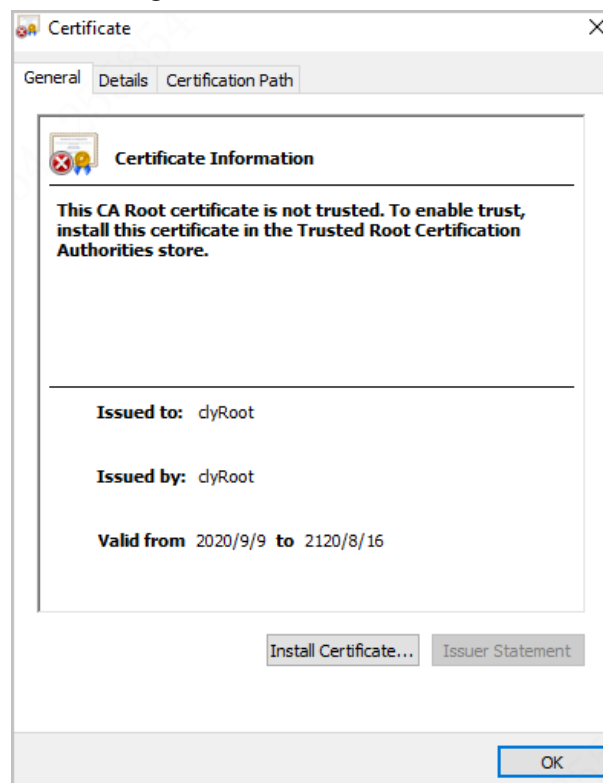 Certificate
General Details Certification Path
Certificate Information
This CA Root certificate is not trusted. To enable trust,
install this certificate in the Trusted Root Certification
Authorities store.
Issued to: clyRoot
Issued by: clyRoot
Valid from 2020/9/9 to 2120/8/16
Install Certificate... Issuer Statement
OK